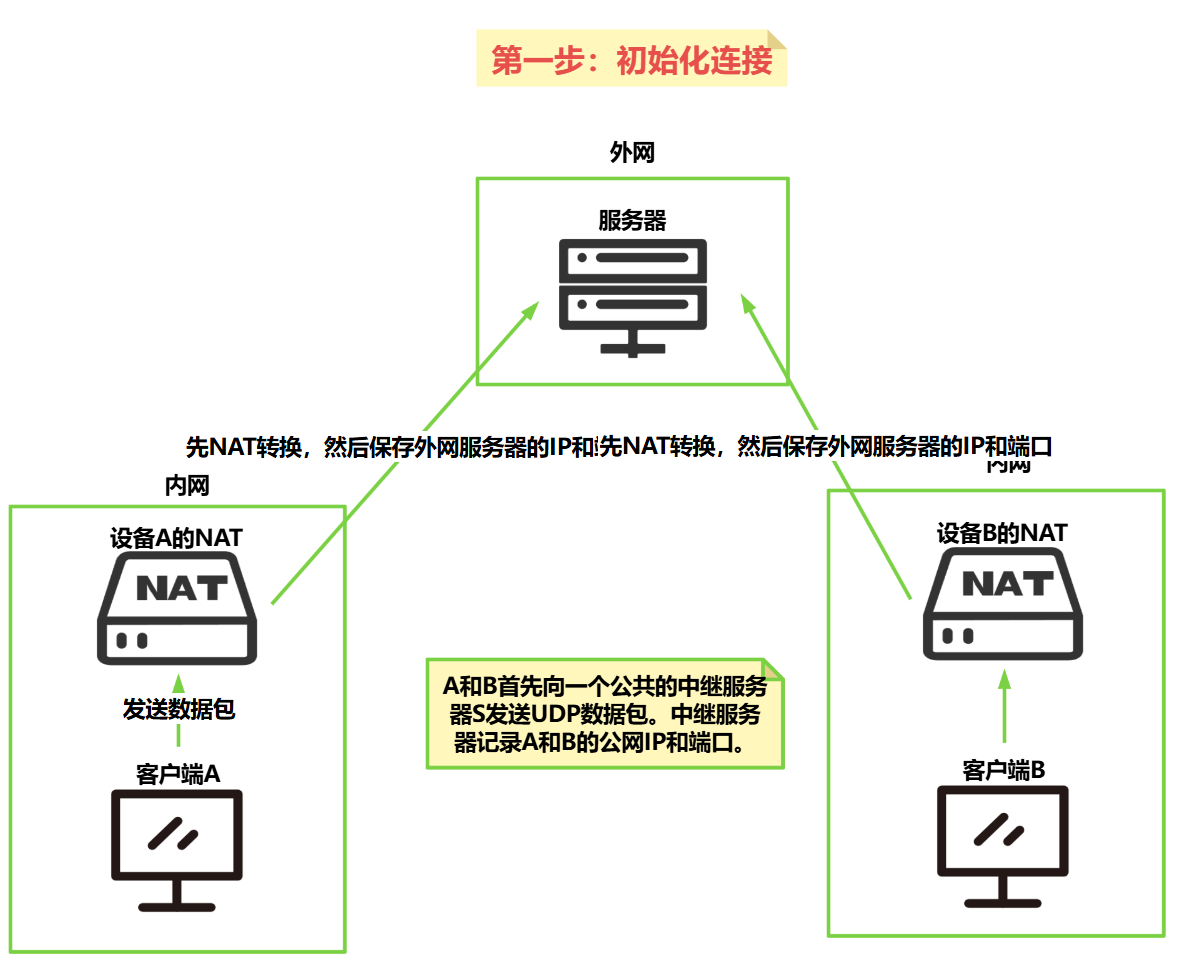 第一步：初始化连接
外网
服务器
先NAT转换，然后保存外网服务器的IP和
先NAT转换，然后保存外网服务器的IP和端口
内网
内网
设备A的NAT
NAT
设备B的NAT
NAT
A和B首先向一个公共的中继服务
器S发送UDP数据包。中继服务
器记录A和B的公网IP和端口。
发送数据包
客户端A
客户端B